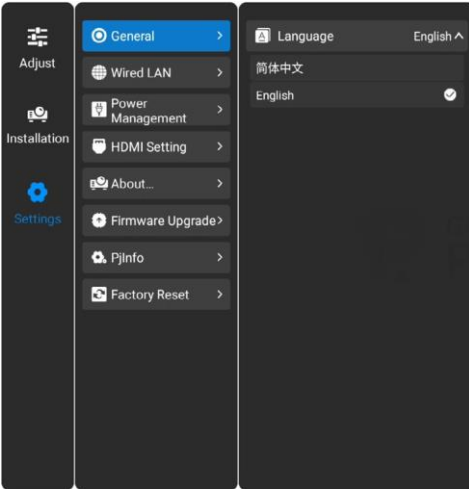 Adjust
Installation
Settings
General
Wired LAN
Power
Management
HDMI Setting
About...
Firmware Upgrade
PjInfo
Factory Reset
Language English
简体中文
English